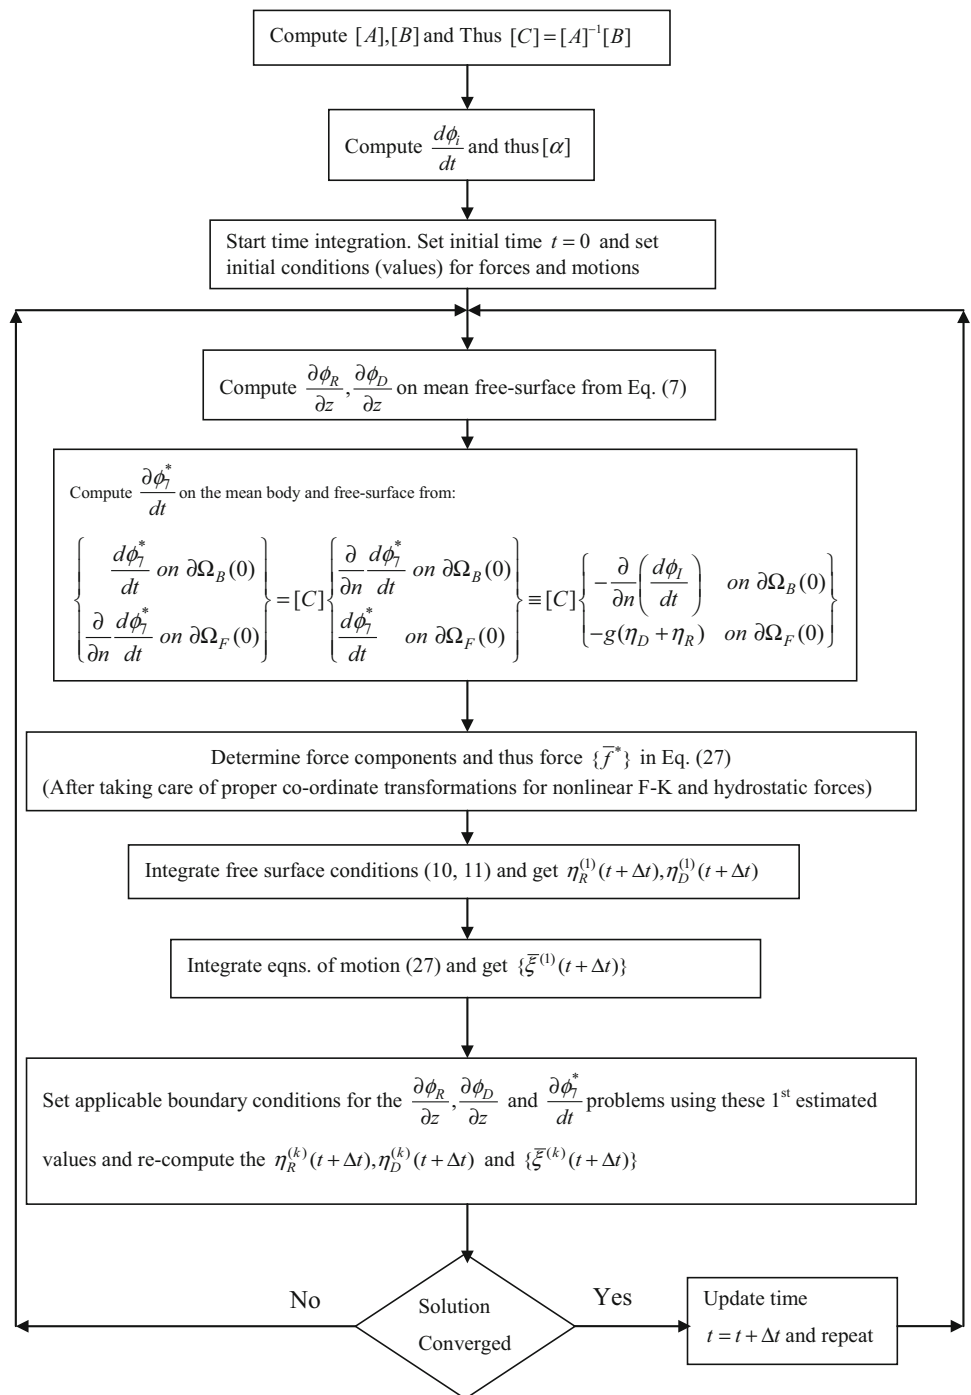 Compute [A],[B] and Thus [C] = [A]⁻¹[B]
Compute dϕᵢ/dt and thus [α]
Start time integration. Set initial time t = 0 and set
initial conditions (values) for forces and motions
Compute ∂ϕ_R/∂z, ∂ϕ_D/∂z on mean free-surface from Eq. (7)
Compute ∂ϕ₇*/dt on the mean body and free-surface from:
{dϕ₇*/dt on ∂Ω_B(0); ∂/∂n dϕ₇*/dt on ∂Ω_F(0)} = [C]{∂/∂n dϕ₇*/dt on ∂Ω_B(0); dϕ₇*/dt on ∂Ω_F(0)} ≡ [C]{−∂/∂n(dϕ_I/dt) on ∂Ω_B(0); −g(η_D + η_R) on ∂Ω_F(0)}
Determine force components and thus force {f̄*} in Eq. (27)
(After taking care of proper co-ordinate transformations for nonlinear F-K and hydrostatic forces)
Integrate free surface conditions (10, 11) and get η_R⁽¹⁾(t + Δt), η_D⁽¹⁾(t + Δt)
Integrate eqns. of motion (27) and get {ξ̄⁽¹⁾(t + Δt)}
Set applicable boundary conditions for the ∂ϕ_R/∂z, ∂ϕ_D/∂z and ∂ϕ₇*/dt problems using these 1st estimated
values and re-compute the η_R⁽ᵏ⁾(t + Δt), η_D⁽ᵏ⁾(t + Δt) and {ξ̄⁽ᵏ⁾(t + Δt)}
No
Solution
Converged
Yes
Update time
t = t + Δt and repeat